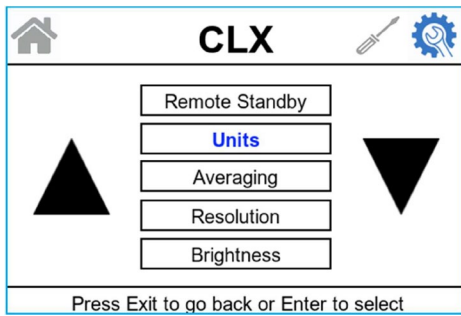 CLX
Remote Standby
Units
Averaging
Resolution
Brightness
Press Exit to go back or Enter to select